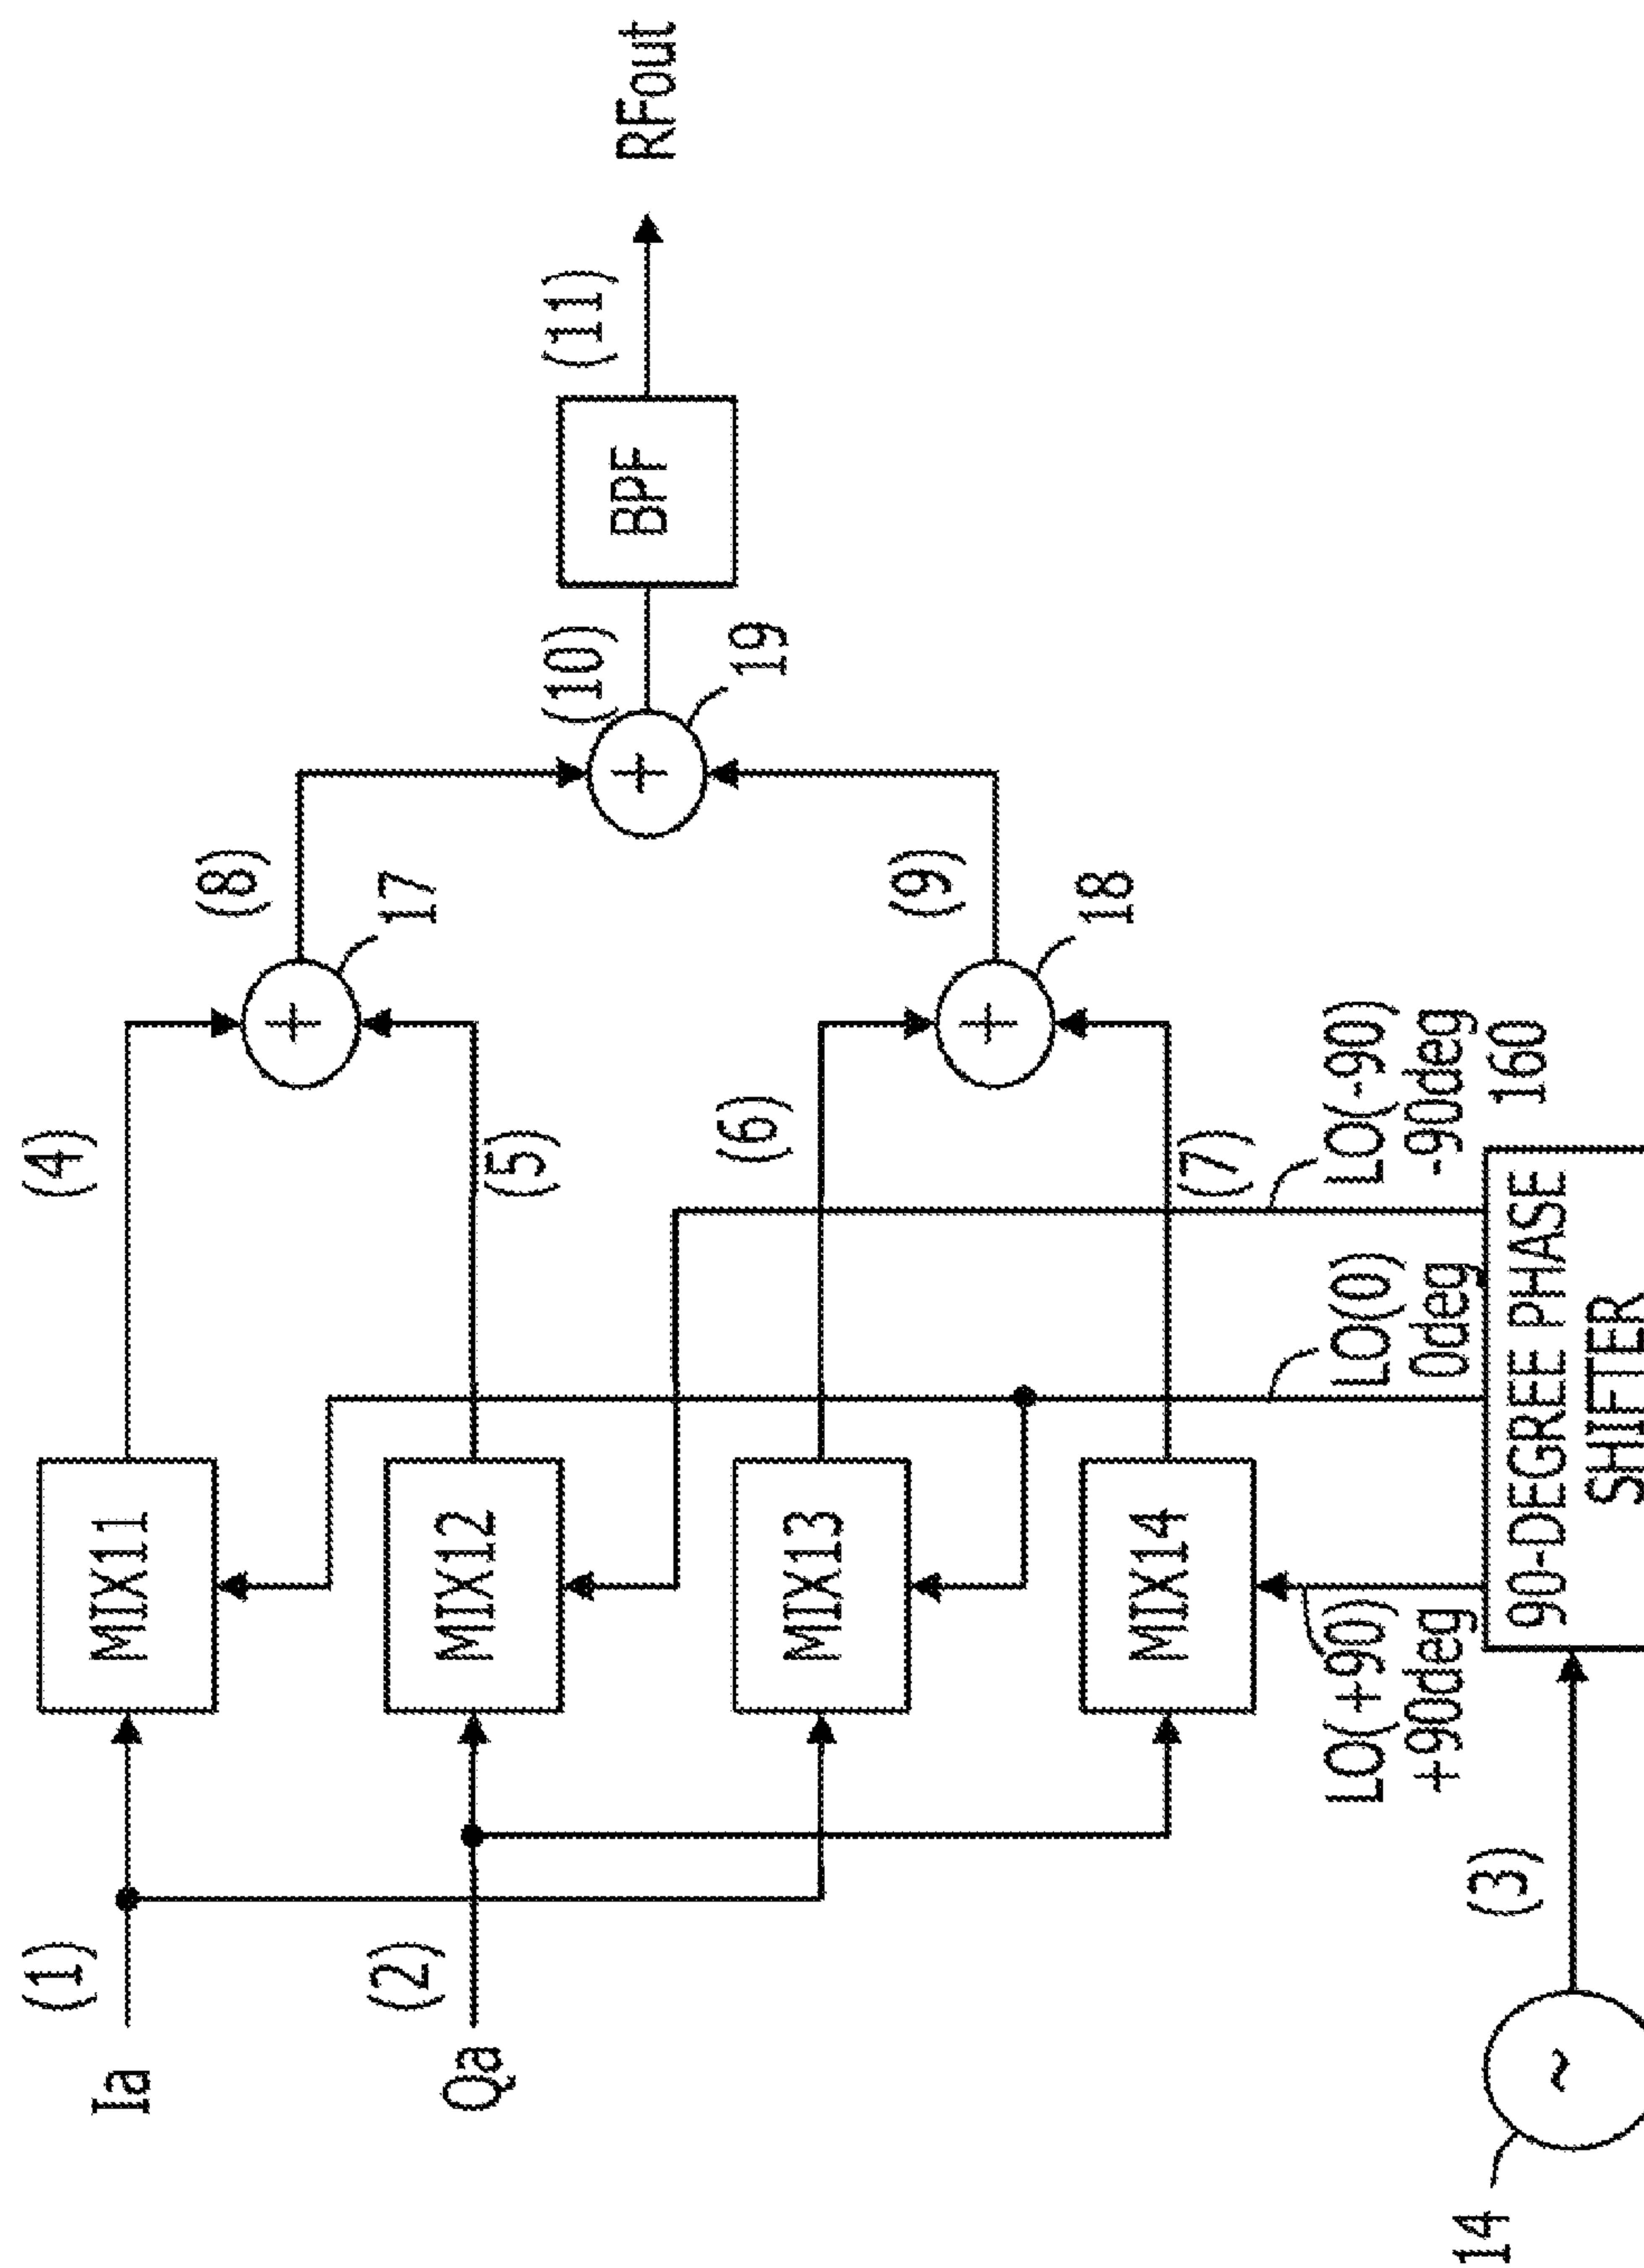 (1)
Ia
MIX11
(4)
(8)
17
(2)
Qa
MIX12
(5)
(10)
19
BPF
(11)
RFout
MIX13
(6)
(9)
18
MIX14
(7)
LO(+90)
+90deg
LO(0)
0deg
LO(-90)
-90deg
160
14
~
(3)
90-DEGREE PHASE
SHIFTER
+
+
+